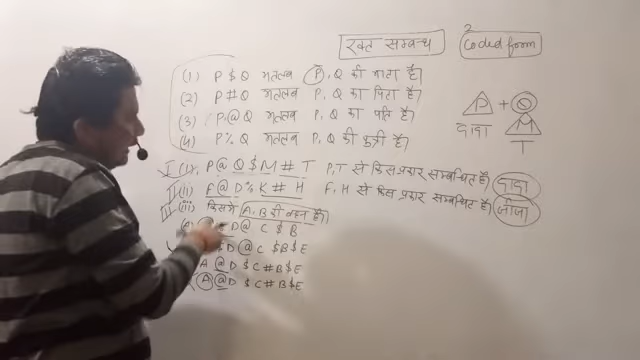 रक्त सम्बन्ध
2
Coded form
(1) P $ Q मतलब P, Q की माता है।
(2) P # Q मतलब P, Q का पिता है।
(3) P @ Q मतलब P, Q का पति है।
(4) P % Q मतलब P, Q की पुत्री है।
P + Q
दादा M
T
I (i) P @ Q $ M # T P, T से किस प्रकार सम्बन्धित है। दादा
II (ii) F @ D % K # H F, H से किस प्रकार सम्बन्धित है। जीजा
III (iii) किसमें A, B की बहन है।
D @ C $ B
D @ C $ B $ E
A @ D $ C # B $ E
A @ D $ C # B $ E